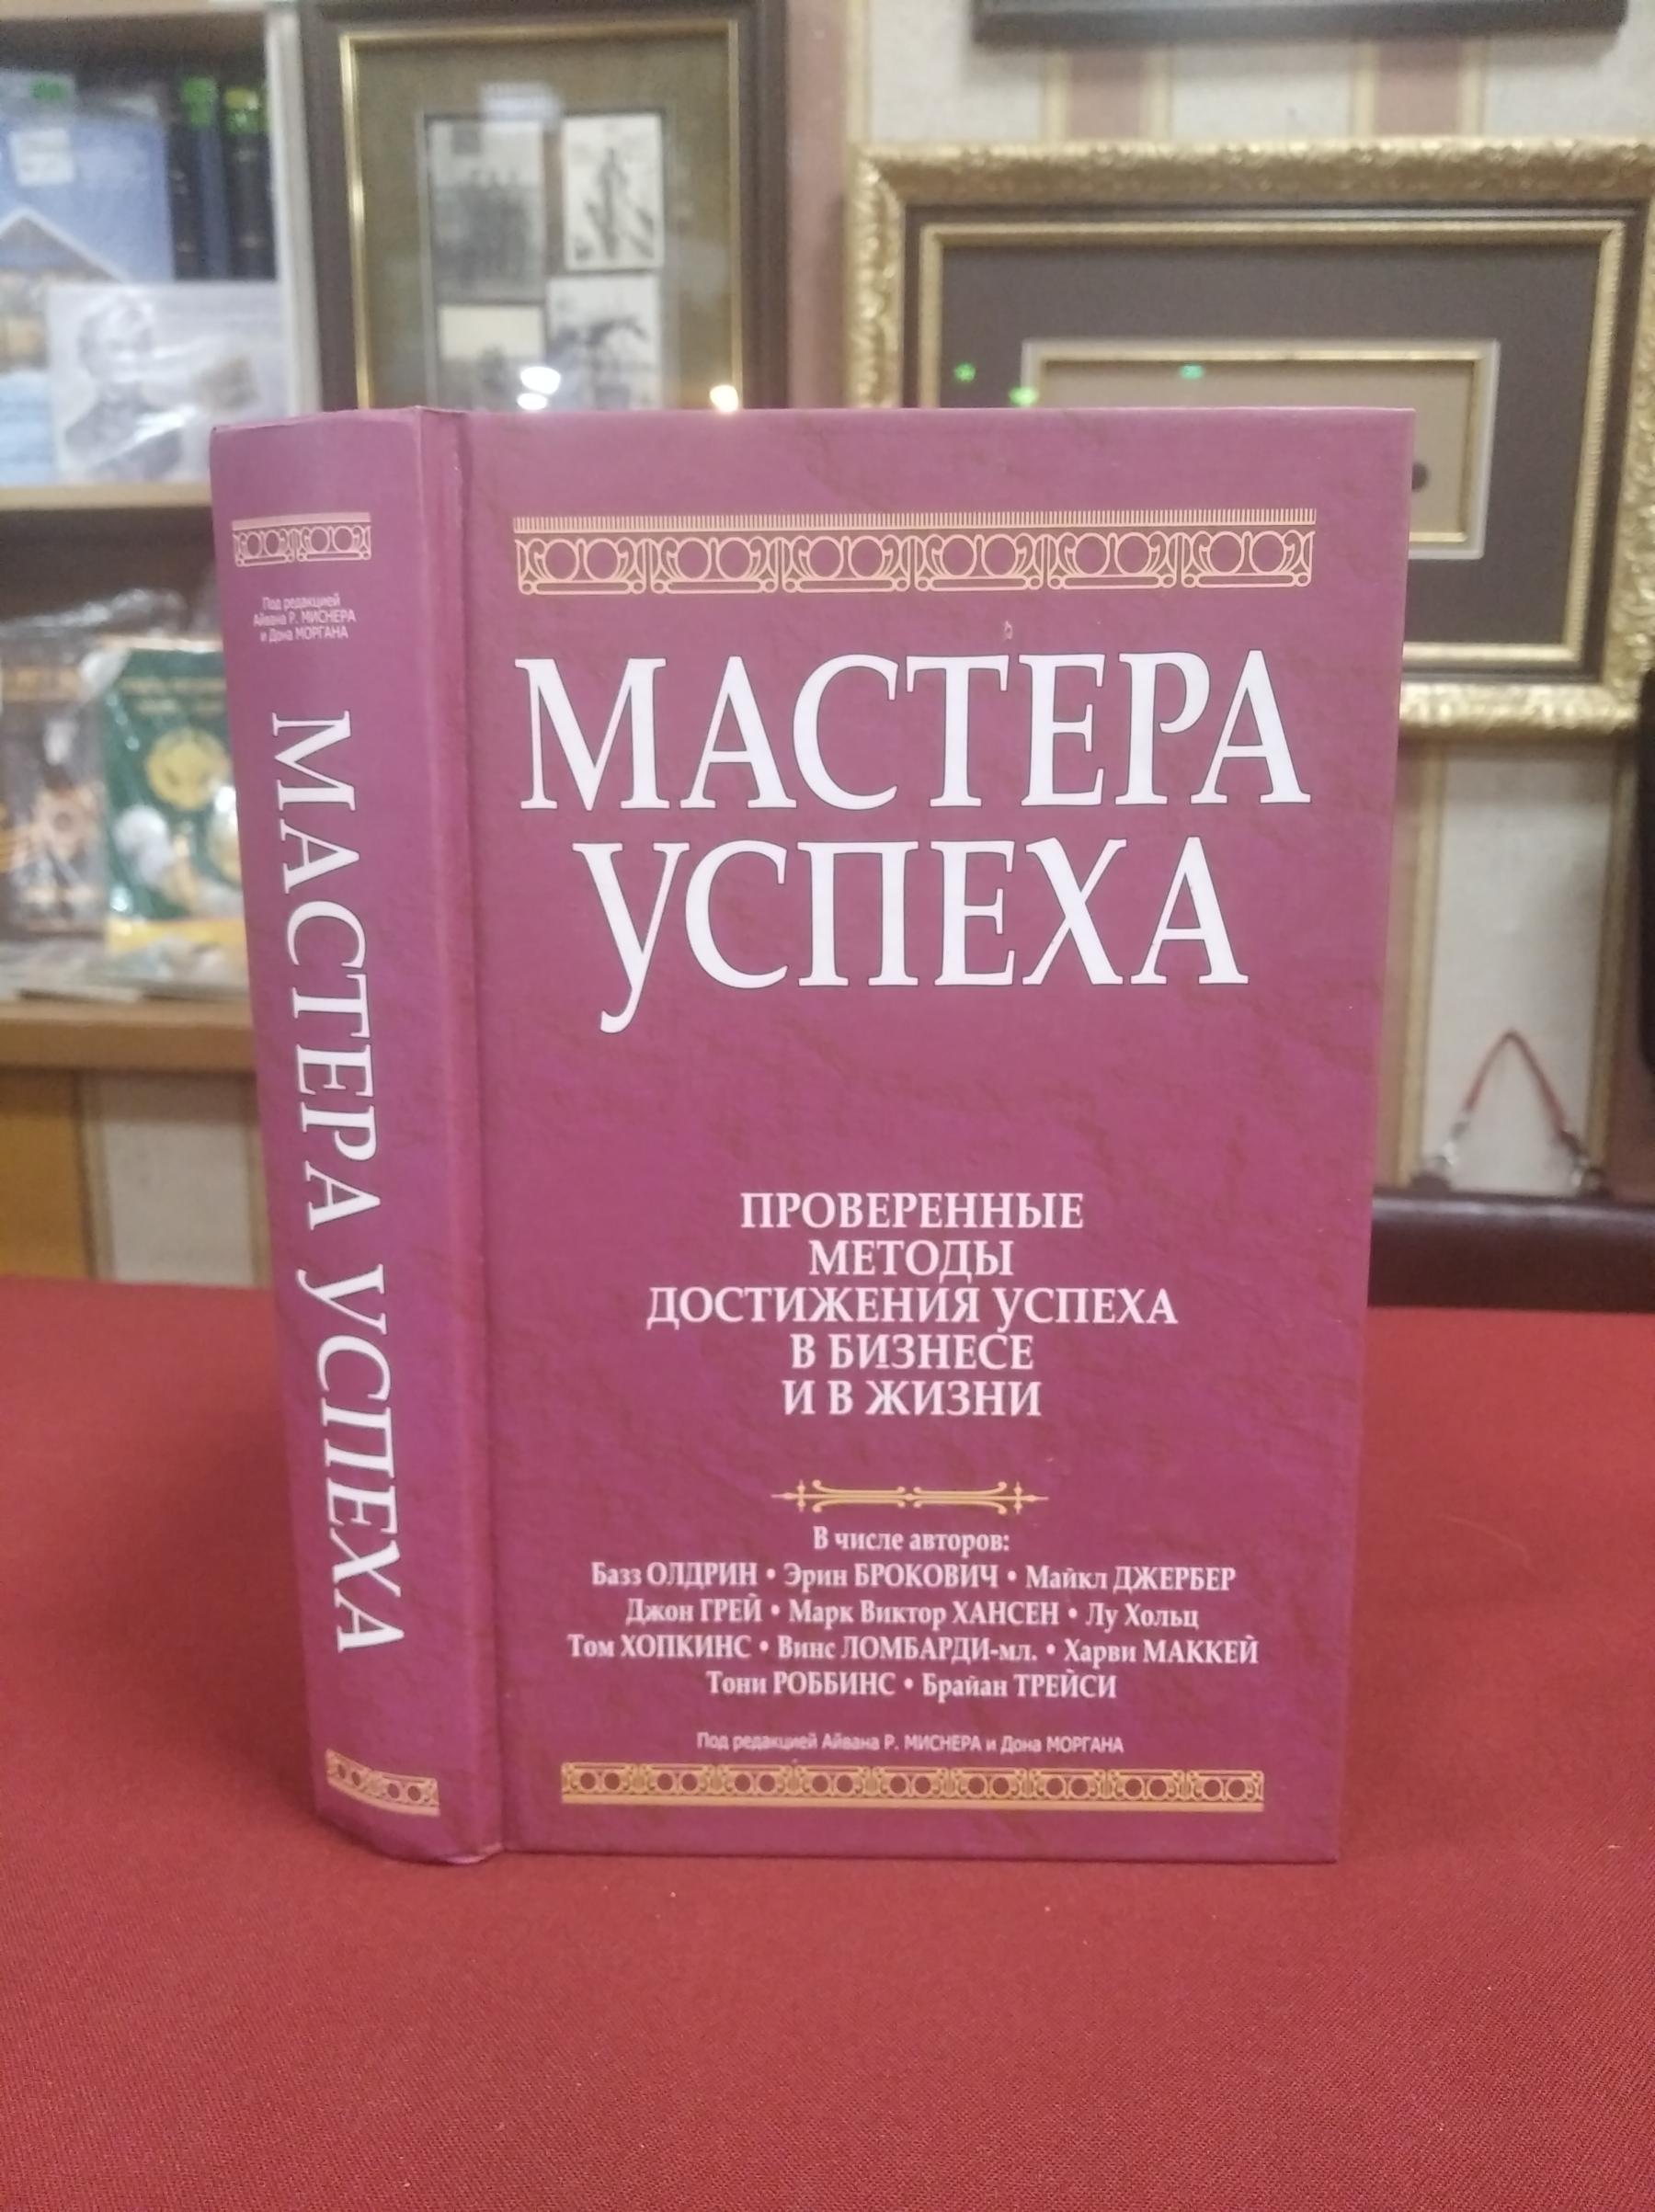 Под редакцией
Айвана Р. МИСНЕРА
и Дона МОРГАНА
МАСТЕРА УСПЕХА
МАСТЕРА
УСПЕХА
ПРОВЕРЕННЫЕ
МЕТОДЫ
ДОСТИЖЕНИЯ УСПЕХА
В БИЗНЕСЕ
И В ЖИЗНИ
В числе авторов:
Базз ОЛДРИН • Эрин БРОКОВИЧ • Майкл ДЖЕРБЕР
Джон ГРЕЙ • Марк Виктор ХАНСЕН • Лу Хольц
Том ХОПКИНС • Винс ЛОМБАРДИ-мл. • Харви МАККЕЙ
Тони РОББИНС • Брайан ТРЕЙСИ
Под редакцией Айвана Р. МИСНЕРА и Дона МОРГАНА